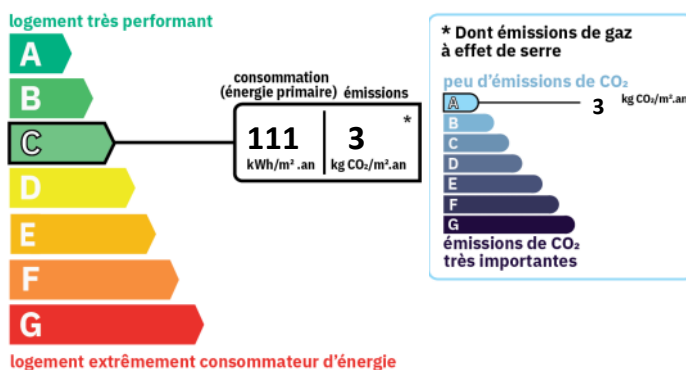 logement très performant
A
B
C
D
E
F
G
logement extrêmement consommateur d'énergie
consommation
(énergie primaire) émissions
*
111 3
kWh/m² .an kg CO₂/m².an
* Dont émissions de gaz
à effet de serre
peu d'émissions de CO₂
A 3 kg CO₂/m².an
B
C
D
E
F
G
émissions de CO₂
très importantes